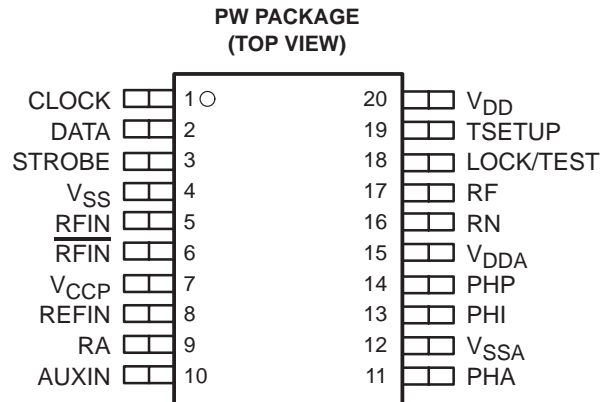 PW PACKAGE
(TOP VIEW)
CLOCK 1 20 VDD
DATA 2 19 TSETUP
STROBE 3 18 LOCK/TEST
VSS 4 17 RF
RFIN 5 16 RN
R̅F̅I̅N̅ 6 15 VDDA
VCCP 7 14 PHP
REFIN 8 13 PHI
RA 9 12 VSSA
AUXIN 10 11 PHA